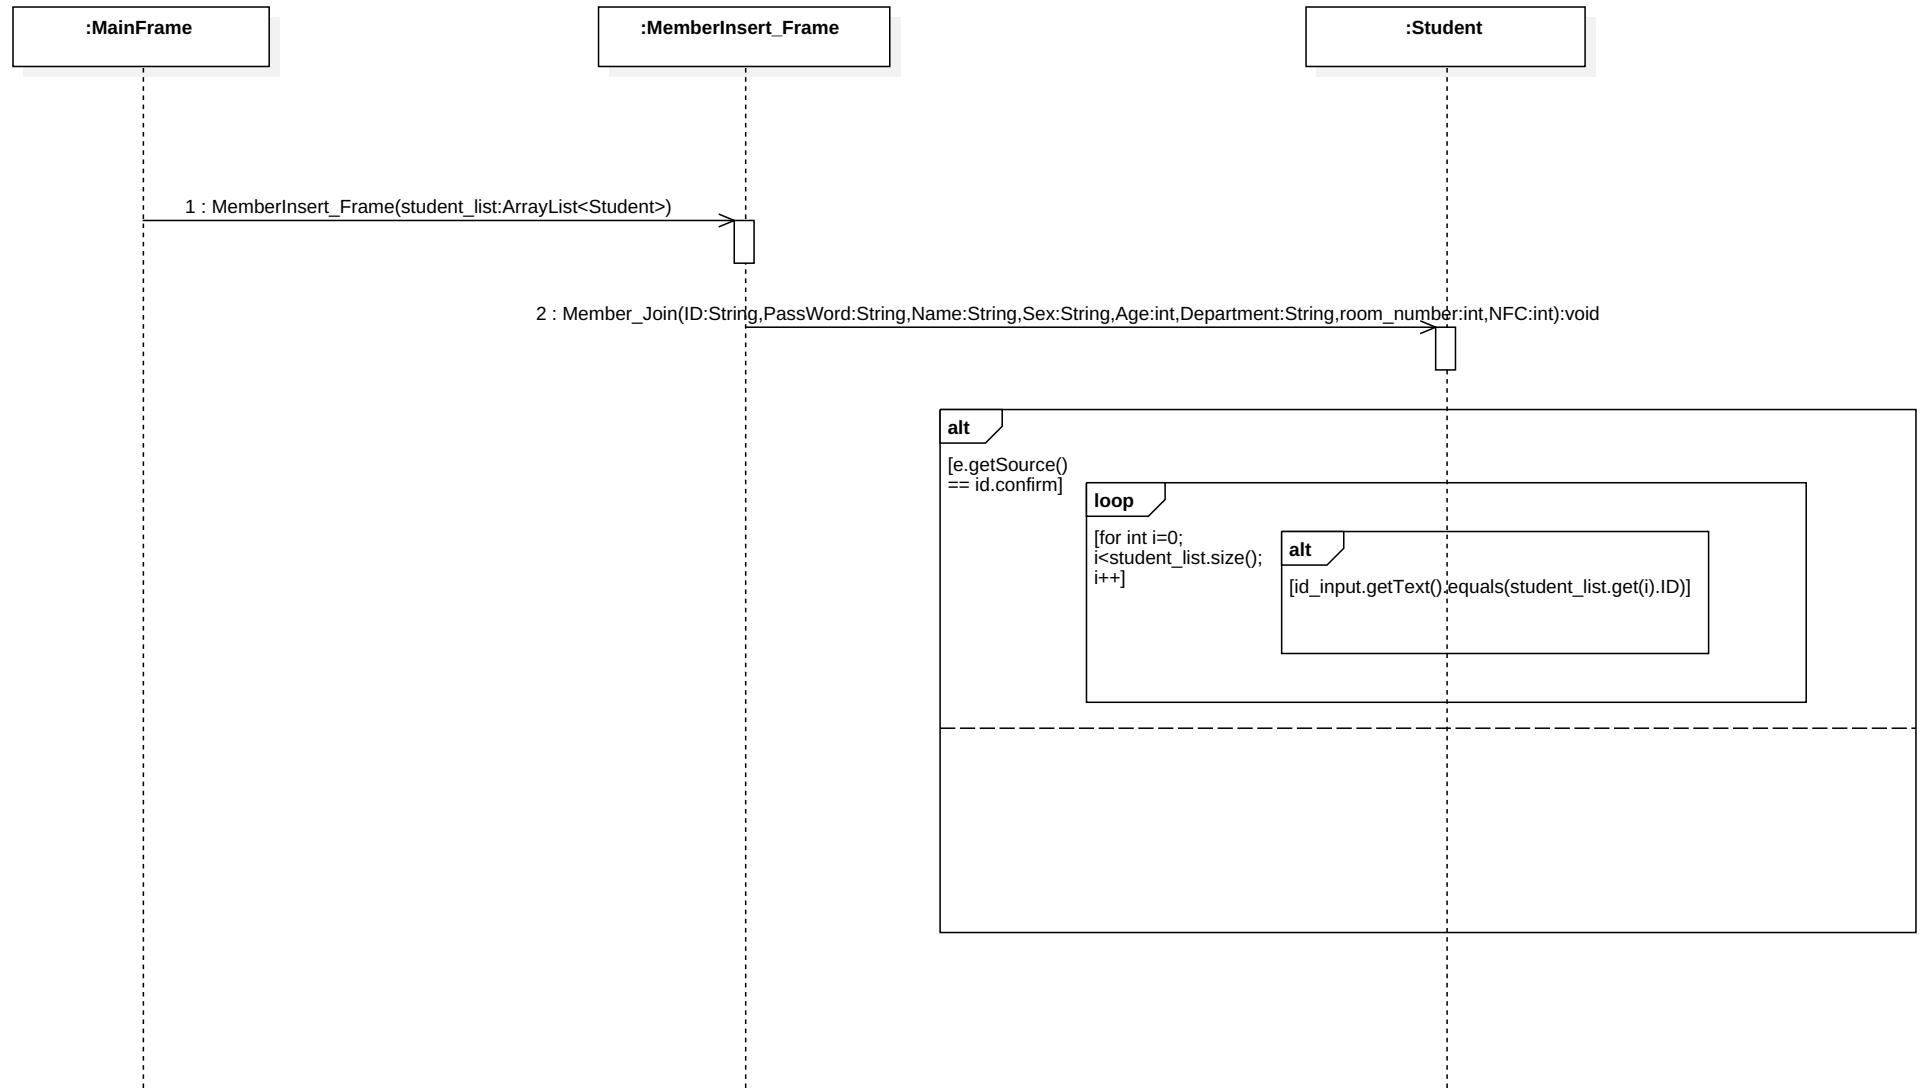 :MainFrame
:MemberInsert_Frame
:Student
1 : MemberInsert_Frame(student_list:ArrayList<Student>)
2 : Member_Join(ID:String,PassWord:String,Name:String,Sex:String,Age:int,Department:String,room_number:int,NFC:int):void
alt
[e.getSource()
== id.confirm]
loop
[for int i=0;
i<student_list.size();
i++]
alt
[id_input.getText().equals(student_list.get(i).ID)]